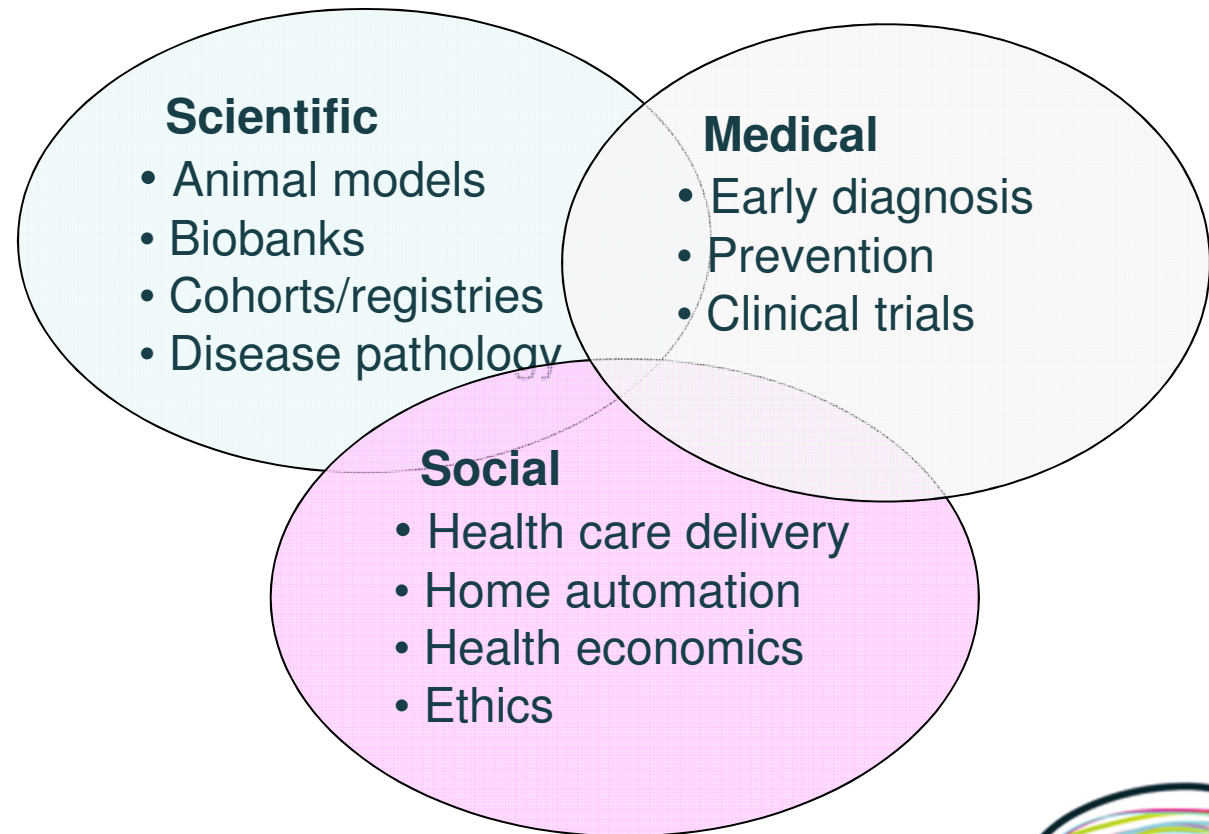 Scientific
• Animal models
• Biobanks
• Cohorts/registries
• Disease pathology
Medical
• Early diagnosis
• Prevention
• Clinical trials
Social
• Health care delivery
• Home automation
• Health economics
• Ethics